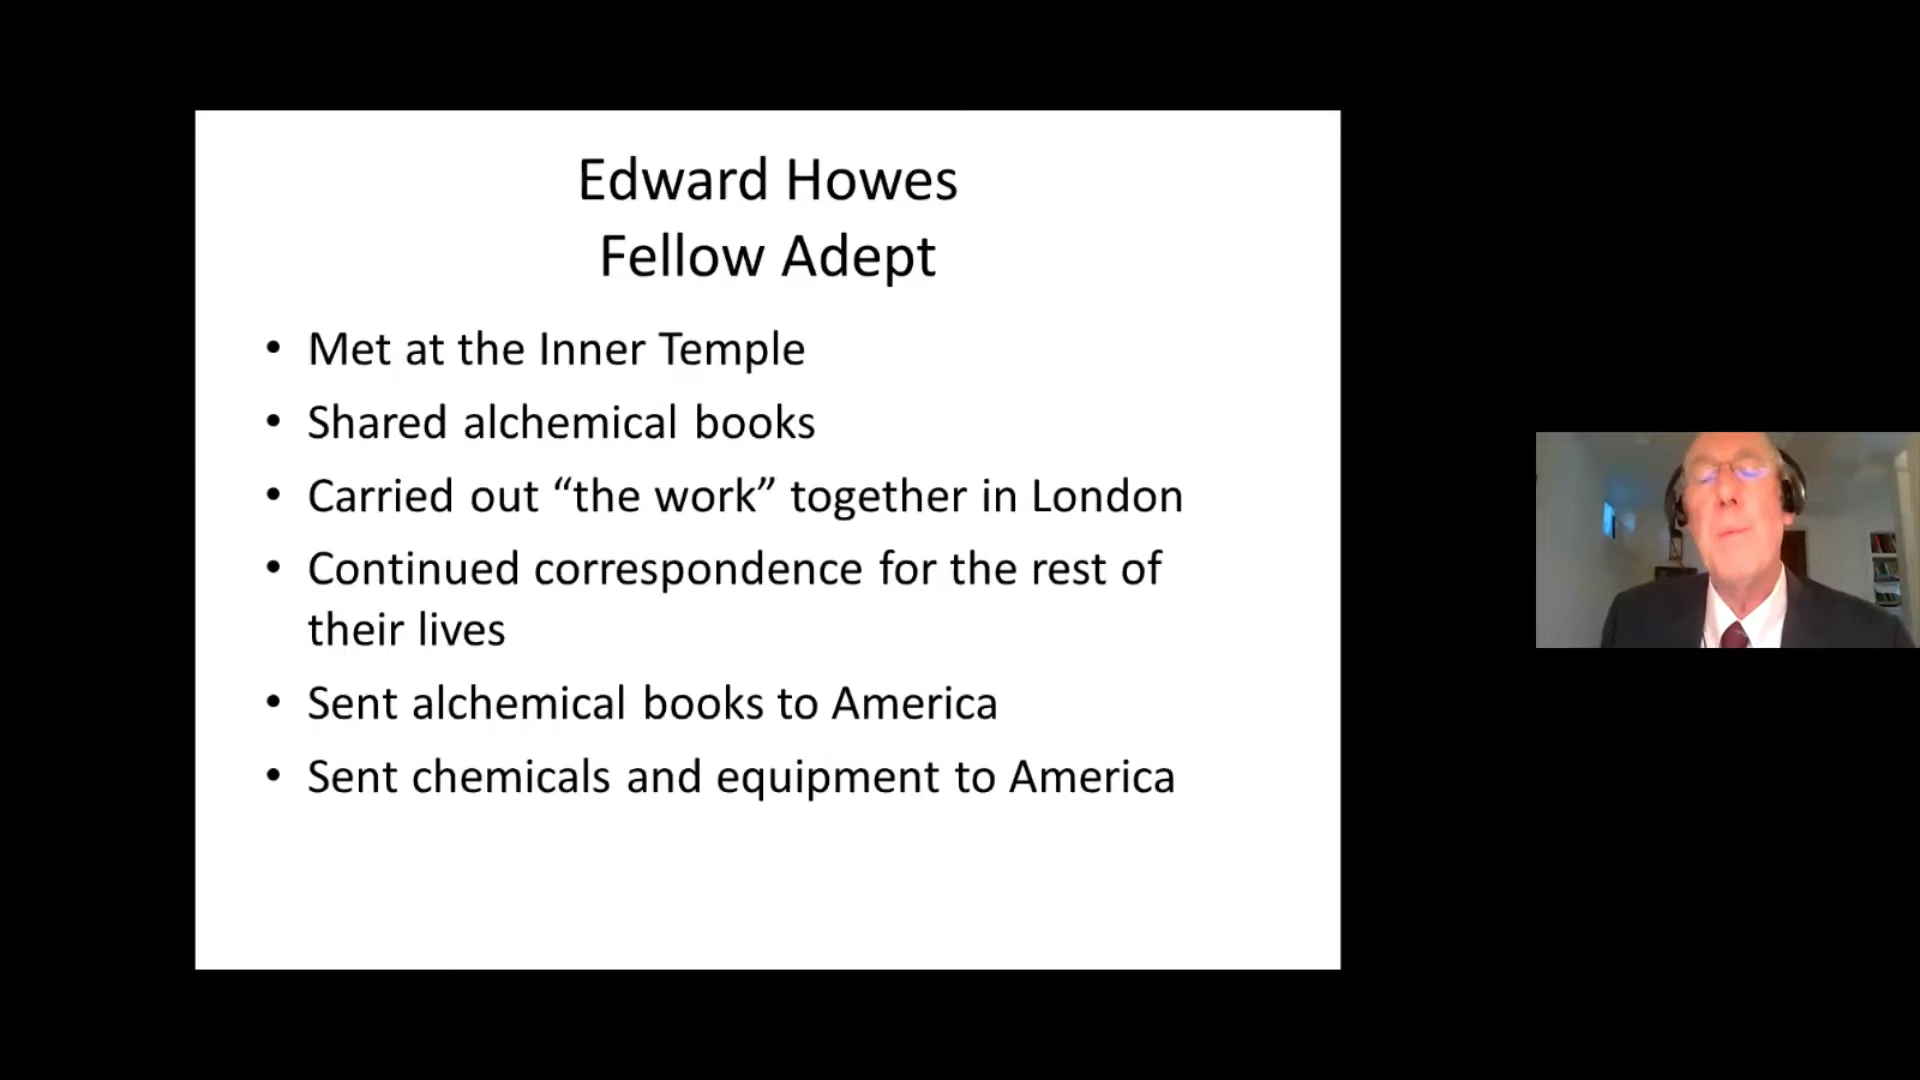 Edward Howes
Fellow Adept
• Met at the Inner Temple
• Shared alchemical books
• Carried out “the work” together in London
• Continued correspondence for the rest of
their lives
• Sent alchemical books to America
• Sent chemicals and equipment to America